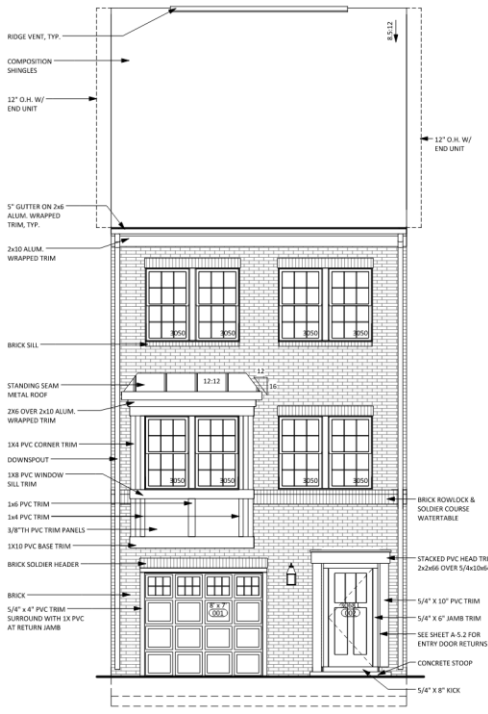 RIDGE VENT, TYP.
8.5:12
COMPOSITION
SHINGLES
12" O.H. W/
END UNIT
12" O.H. W/
END UNIT
5" GUTTER ON 2x6
ALUM. WRAPPED
TRIM, TYP.
2x10 ALUM.
WRAPPED TRIM
3050
3050
3050
3050
BRICK SILL
STANDING SEAM
METAL ROOF
12:12
12
16
2X6 OVER 2x10 ALUM.
WRAPPED TRIM
1X4 PVC CORNER TRIM
DOWNSPOUT
3050
3050
3050
3050
1X8 PVC WINDOW
SILL TRIM
1x6 PVC TRIM
1x4 PVC TRIM
3/8"TH PVC TRIM PANELS
1X10 PVC BASE TRIM
BRICK ROWLOCK &
SOLDIER COURSE
WATERTABLE
BRICK SOLDIER HEADER
STACKED PVC HEAD TRI
2x2x66 OVER 5/4x10x6
BRICK
8' x 7'
001
5/4" x 4" PVC TRIM
SURROUND WITH 1X PVC
AT RETURN JAMB
002
5/4" X 10" PVC TRIM
5/4" X 6" JAMB TRIM
SEE SHEET A-5.2 FOR
ENTRY DOOR RETURNS
CONCRETE STOOP
5/4" X 8" KICK